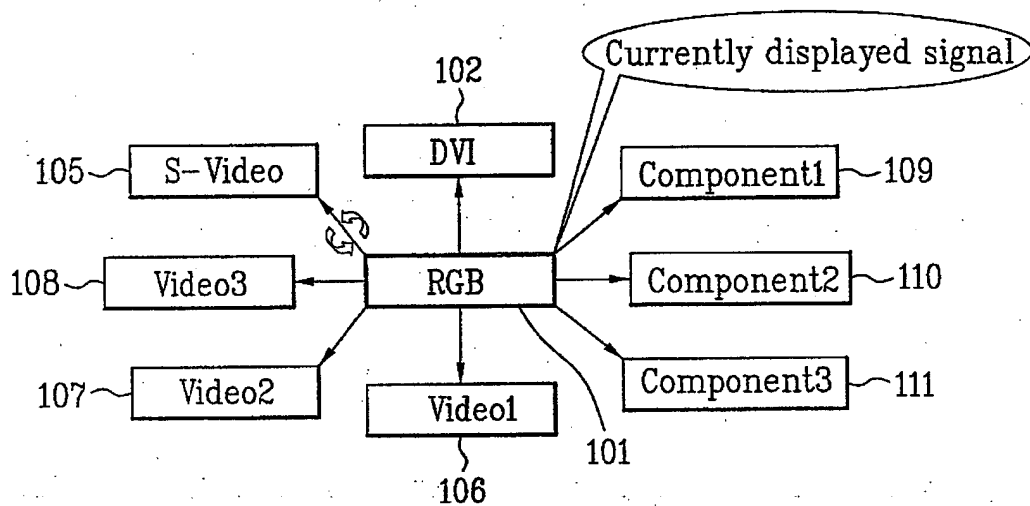 Currently displayed signal
102
DVI
105
S-Video
Component1
109
108
Video3
RGB
Component2
110
107
Video2
Video1
Component3
111
101
106